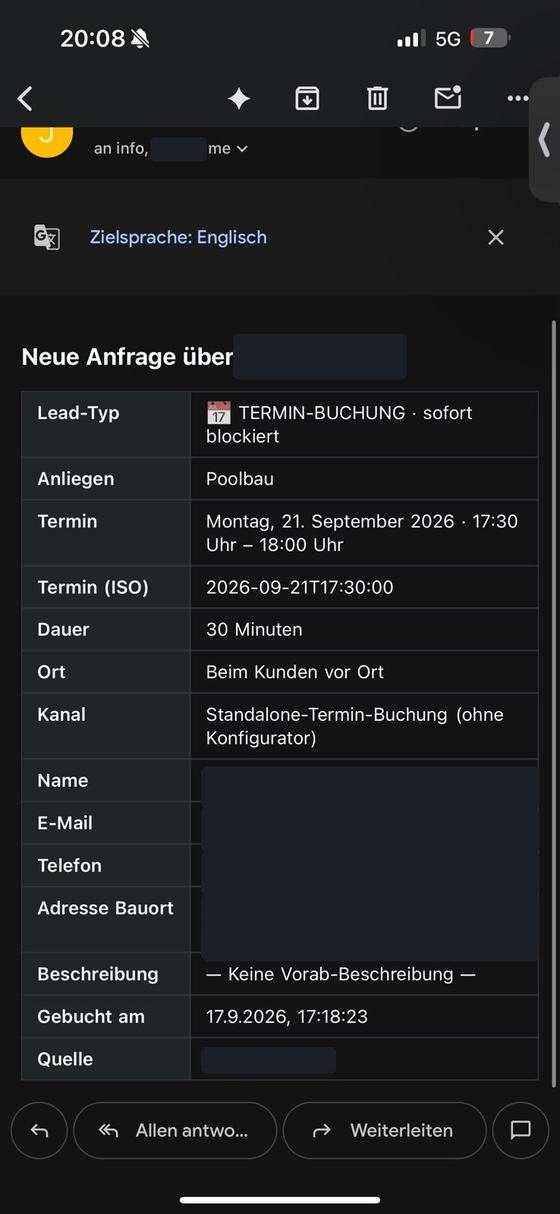 20:08
5G
7
J
an info,
me
Zielsprache: Englisch
Neue Anfrage über
Lead-Typ
17 TERMIN-BUCHUNG · sofort
blockiert
Anliegen
Poolbau
Termin
Montag, 21. September 2026 · 17:30
Uhr – 18:00 Uhr
Termin (ISO)
2026-09-21T17:30:00
Dauer
30 Minuten
Ort
Beim Kunden vor Ort
Kanal
Standalone-Termin-Buchung (ohne
Konfigurator)
Name
E-Mail
Telefon
Adresse Bauort
Beschreibung
— Keine Vorab-Beschreibung —
Gebucht am
17.9.2026, 17:18:23
Quelle
Allen antwo...
Weiterleiten